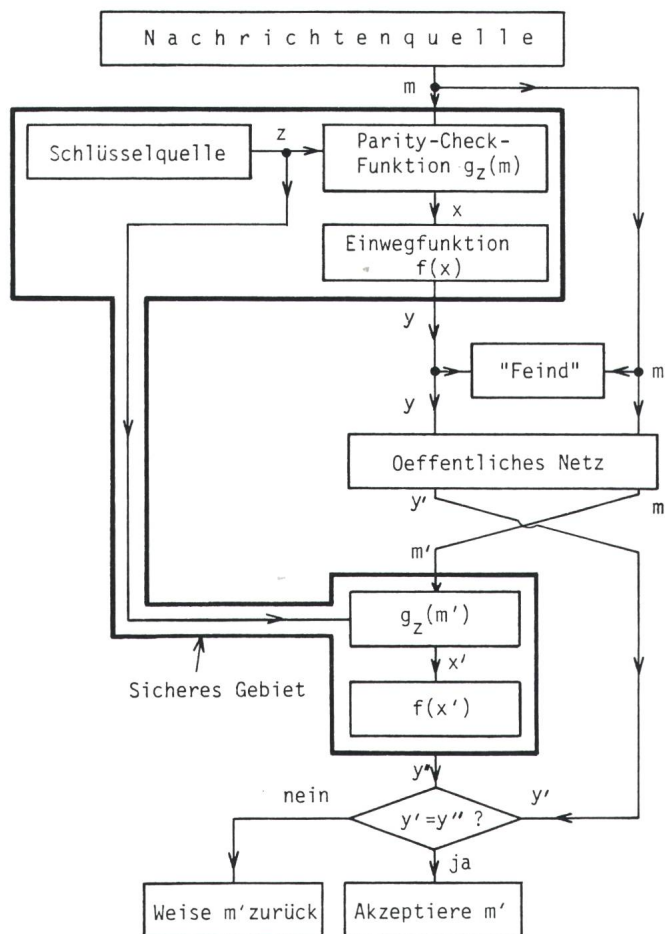 Nachrichtenquelle
m
Schlüsselquelle
z
Parity-Check-
Funktion g_z(m)
x
Einwegfunktion
f(x)
y
"Feind"
m
y
Oeffentliches Netz
y'
m
m'
g_z(m')
x'
Sicheres Gebiet
f(x')
y"
nein
y'
y'=y" ?
ja
Weise m'zurück
Akzeptiere m'